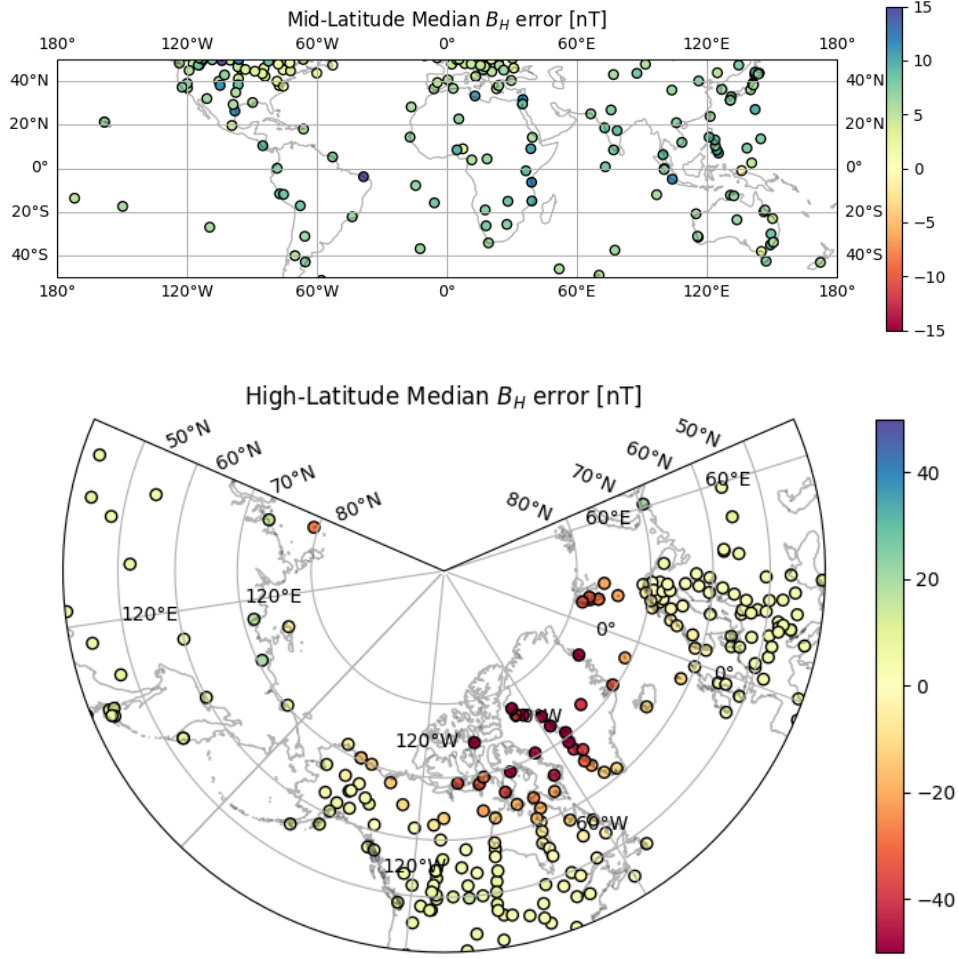 Mid-Latitude Median B_H error [nT]
180° 120°W 60°W 0° 60°E 120°E 180°
40°N 40°N
20°N 20°N
0° 0°
20°S 20°S
40°S 40°S
180° 120°W 60°W 0° 60°E 120°E 180°
15
10
5
0
−5
−10
−15
High-Latitude Median B_H error [nT]
50°N 50°N
60°N 60°N
70°N 70°N
80°N 80°N
60°E
60°E
120°E 120°E
0°
0°
120°W
60°W
120°W
40
20
0
−20
−40